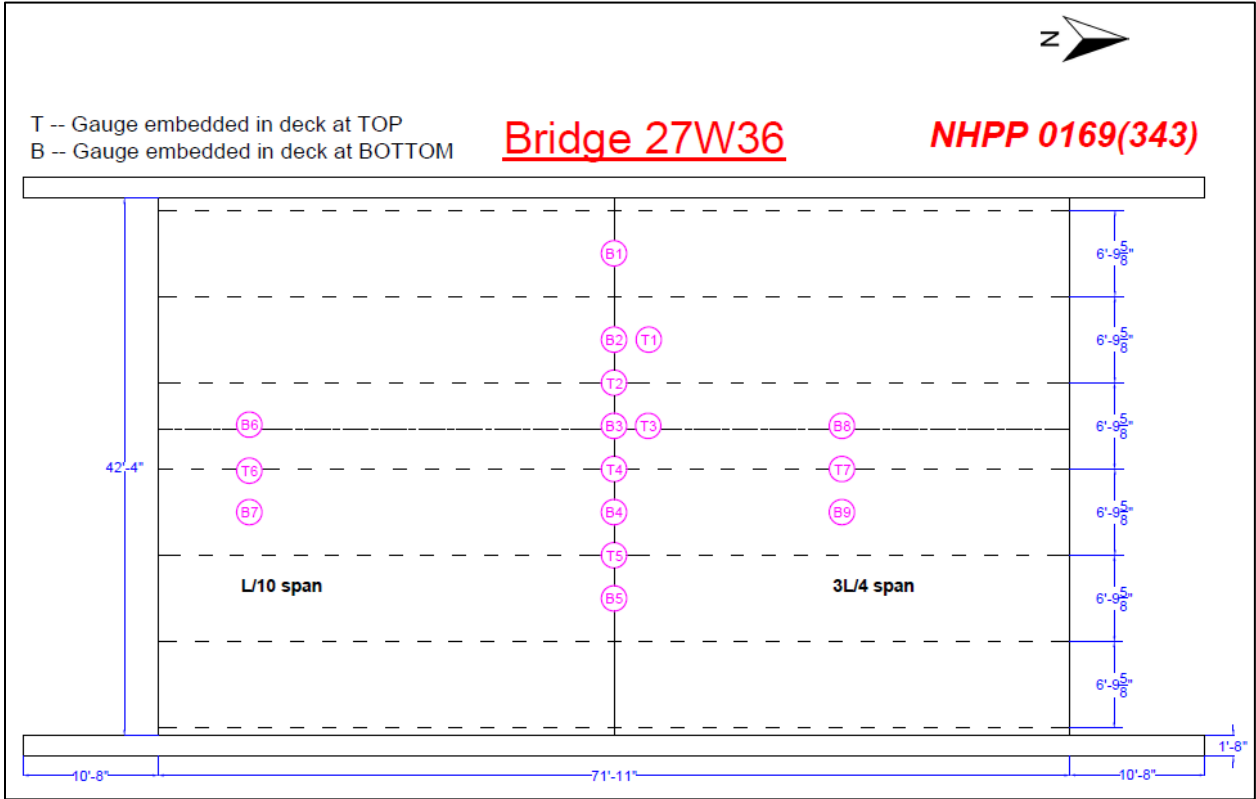 N
T -- Gauge embedded in deck at TOP
B -- Gauge embedded in deck at BOTTOM
Bridge 27W36
NHPP 0169(343)
B1
6'-9 5/8"
B2 T1
6'-9 5/8"
T2
B6 B3 T3 B8
6'-9 5/8"
42'-4"
T6 T4 T7
B7 B4 B9
6'-9 5/8"
T5
L/10 span
3L/4 span
B5
6'-9 5/8"
6'-9 5/8"
1'-8"
10'-8"
71'-11"
10'-8"